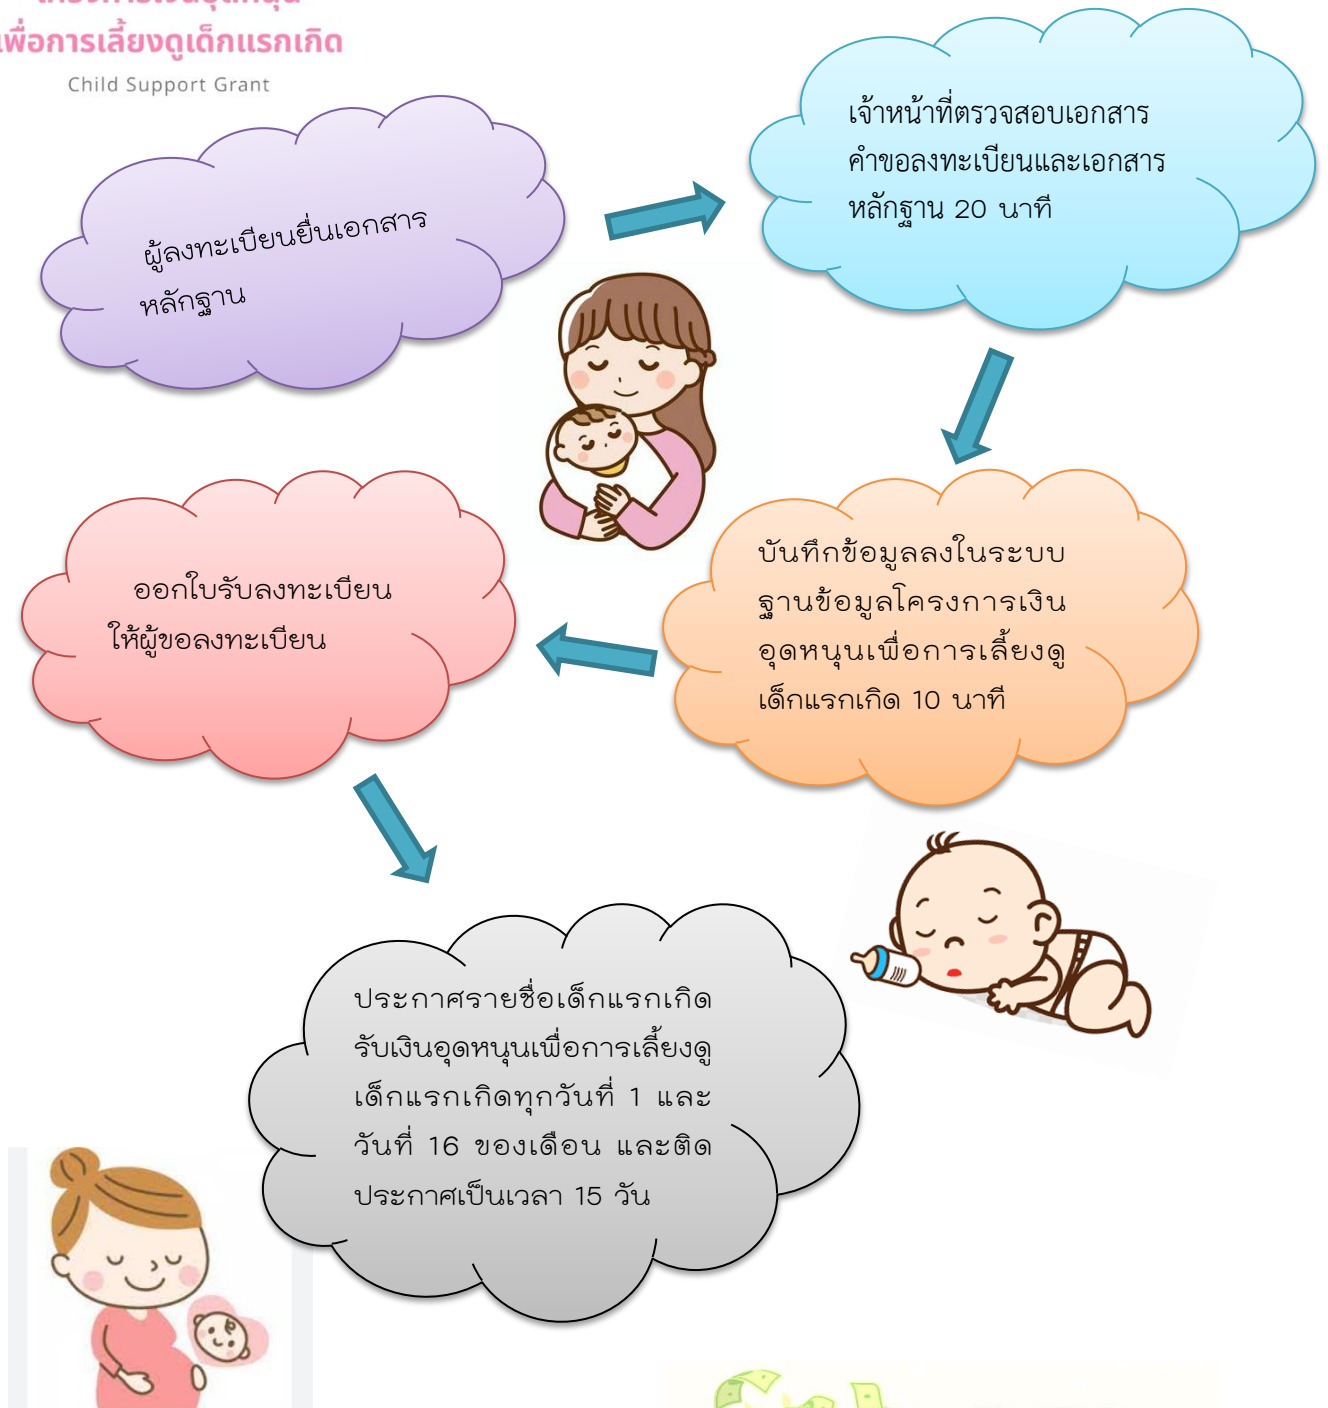 เพื่อการเลี้ยงดูเด็กแรกเกิด
Child Support Grant
ผู้ลงทะเบียนยื่นเอกสาร
หลักฐาน
เจ้าหน้าที่ตรวจสอบเอกสาร
คำขอลงทะเบียนและเอกสาร
หลักฐาน 20 นาที
บันทึกข้อมูลลงในระบบ
ฐานข้อมูลโครงการเงิน
อุดหนุนเพื่อการเลี้ยงดู
เด็กแรกเกิด 10 นาที
ออกใบรับลงทะเบียน
ให้ผู้ขอลงทะเบียน
ประกาศรายชื่อเด็กแรกเกิด
รับเงินอุดหนุนเพื่อการเลี้ยงดู
เด็กแรกเกิดทุกวันที่ 1 และ
วันที่ 16 ของเดือน และติด
ประกาศเป็นเวลา 15 วัน